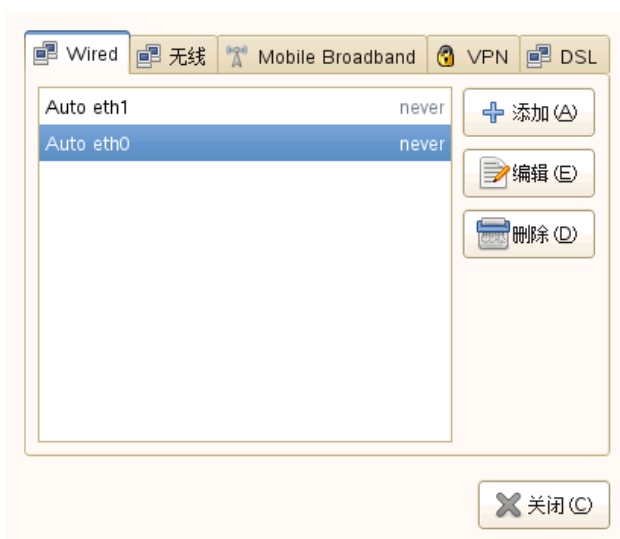 Wired 无线 Mobile Broadband VPN DSL
Auto eth1 never
Auto eth0 never
添加(A)
编辑(E)
删除(D)
关闭(C)